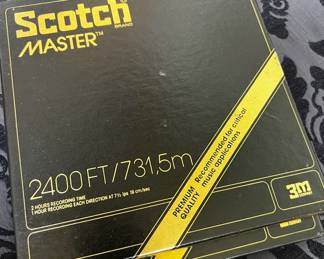 Scotch
BRAND
MASTER™
2400 FT/731,5m
2 HOURS RECORDING TIME
1 HOUR RECORDING EACH DIRECTION AT 7½ ips 19 cm/sec
PREMIUM QUALITY
Recommended for critical
music applications
3M